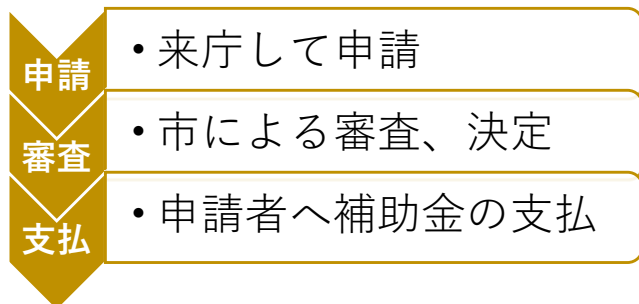 申請
• 来庁して申請
審査
• 市による審査、決定
支払
• 申請者へ補助金の支払